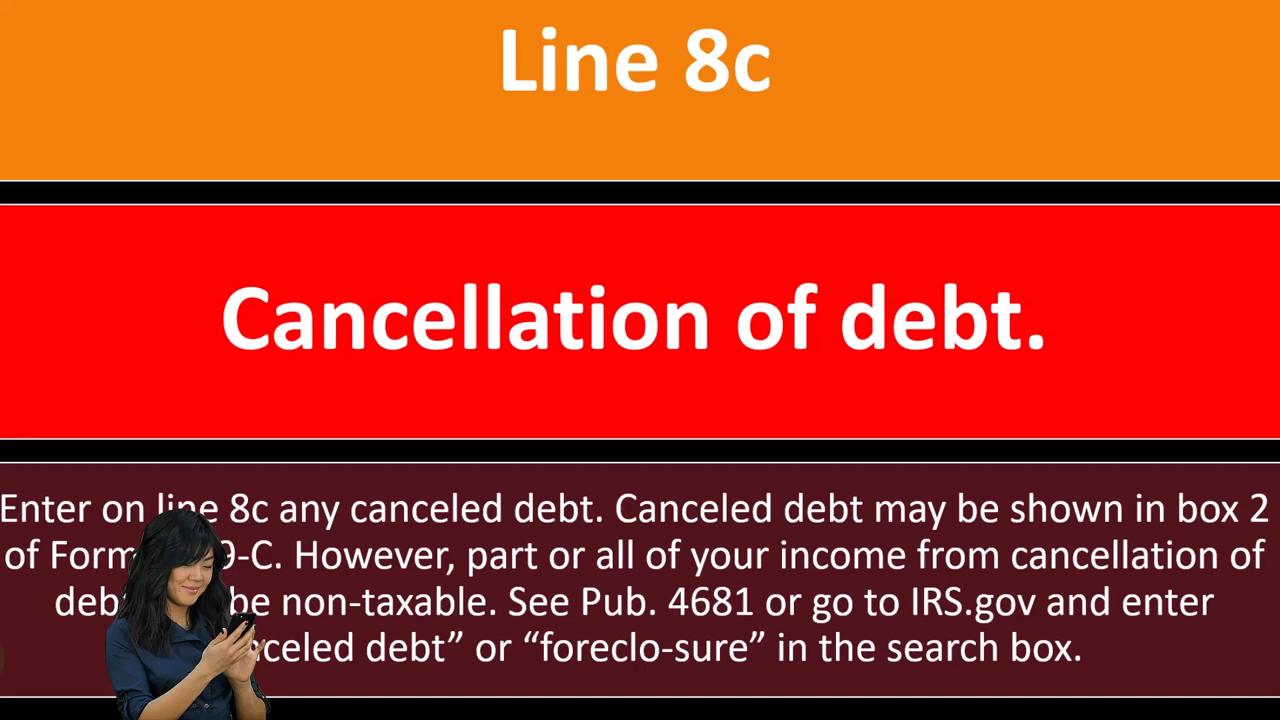 Line 8c
Cancellation of debt.
Enter on line 8c any canceled debt. Canceled debt may be shown in box 2
of Form 9-C. However, part or all of your income from cancellation of
be non-taxable. See Pub. 4681 or go to IRS.gov and enter
debt” or “foreclo-sure” in the search box.